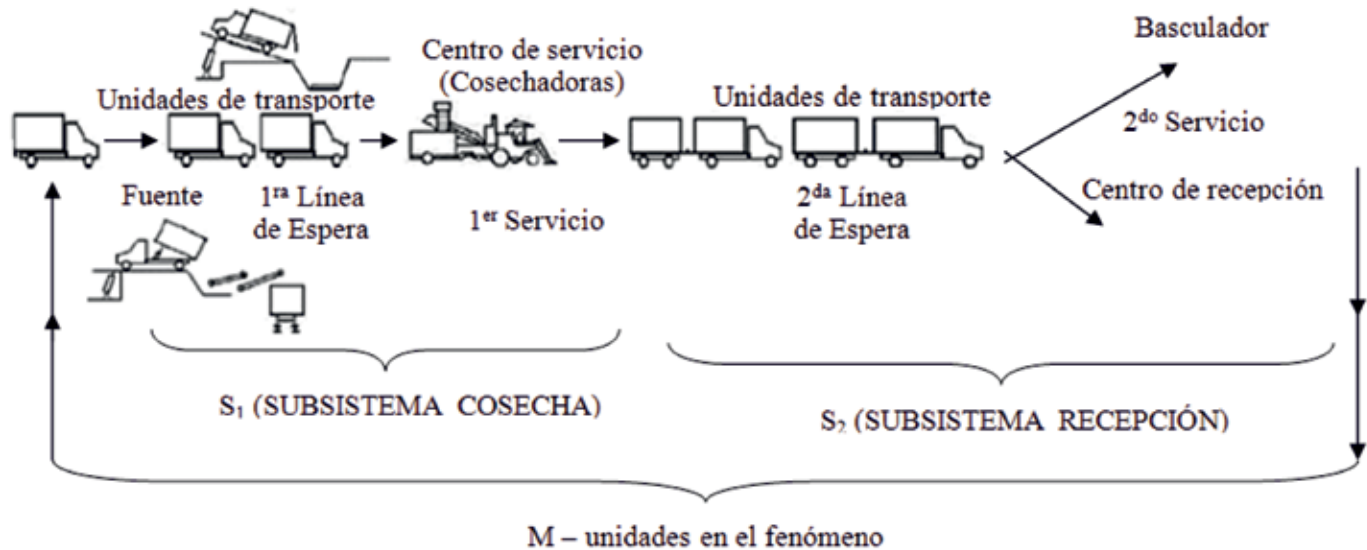 Basculador
Centro de servicio
(Cosechadoras)
Unidades de transporte
Unidades de transporte
2do Servicio
Fuente
1ra Línea
de Espera
1er Servicio
2da Línea
de Espera
Centro de recepción
S1 (SUBSISTEMA COSECHA)
S2 (SUBSISTEMA RECEPCIÓN)
M – unidades en el fenómeno